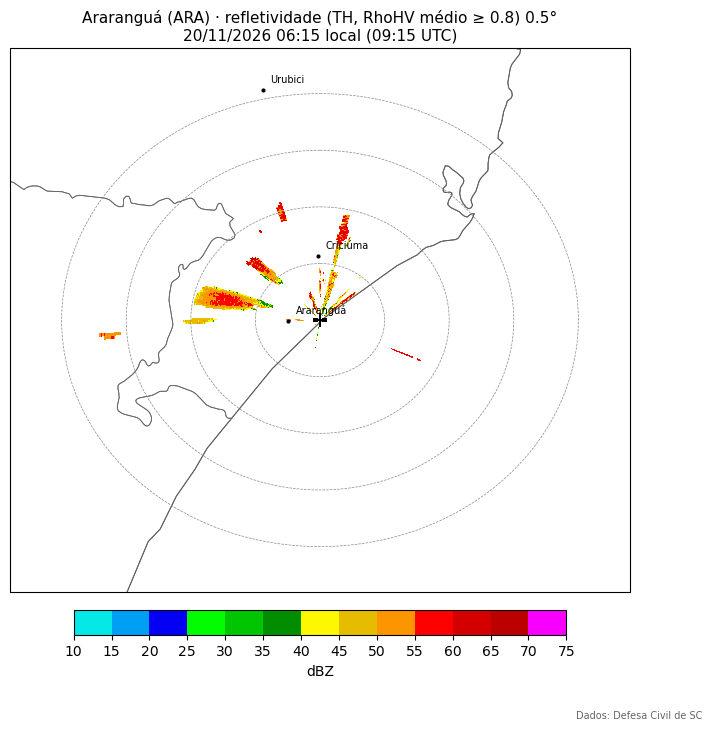 Araranguá (ARA) · refletividade (TH, RhoHV médio ≥ 0.8) 0.5°
20/11/2026 06:15 local (09:15 UTC)
Urubici
Criciúma
Araranguá
10 15 20 25 30 35 40 45 50 55 60 65 70 75
dBZ
Dados: Defesa Civil de SC